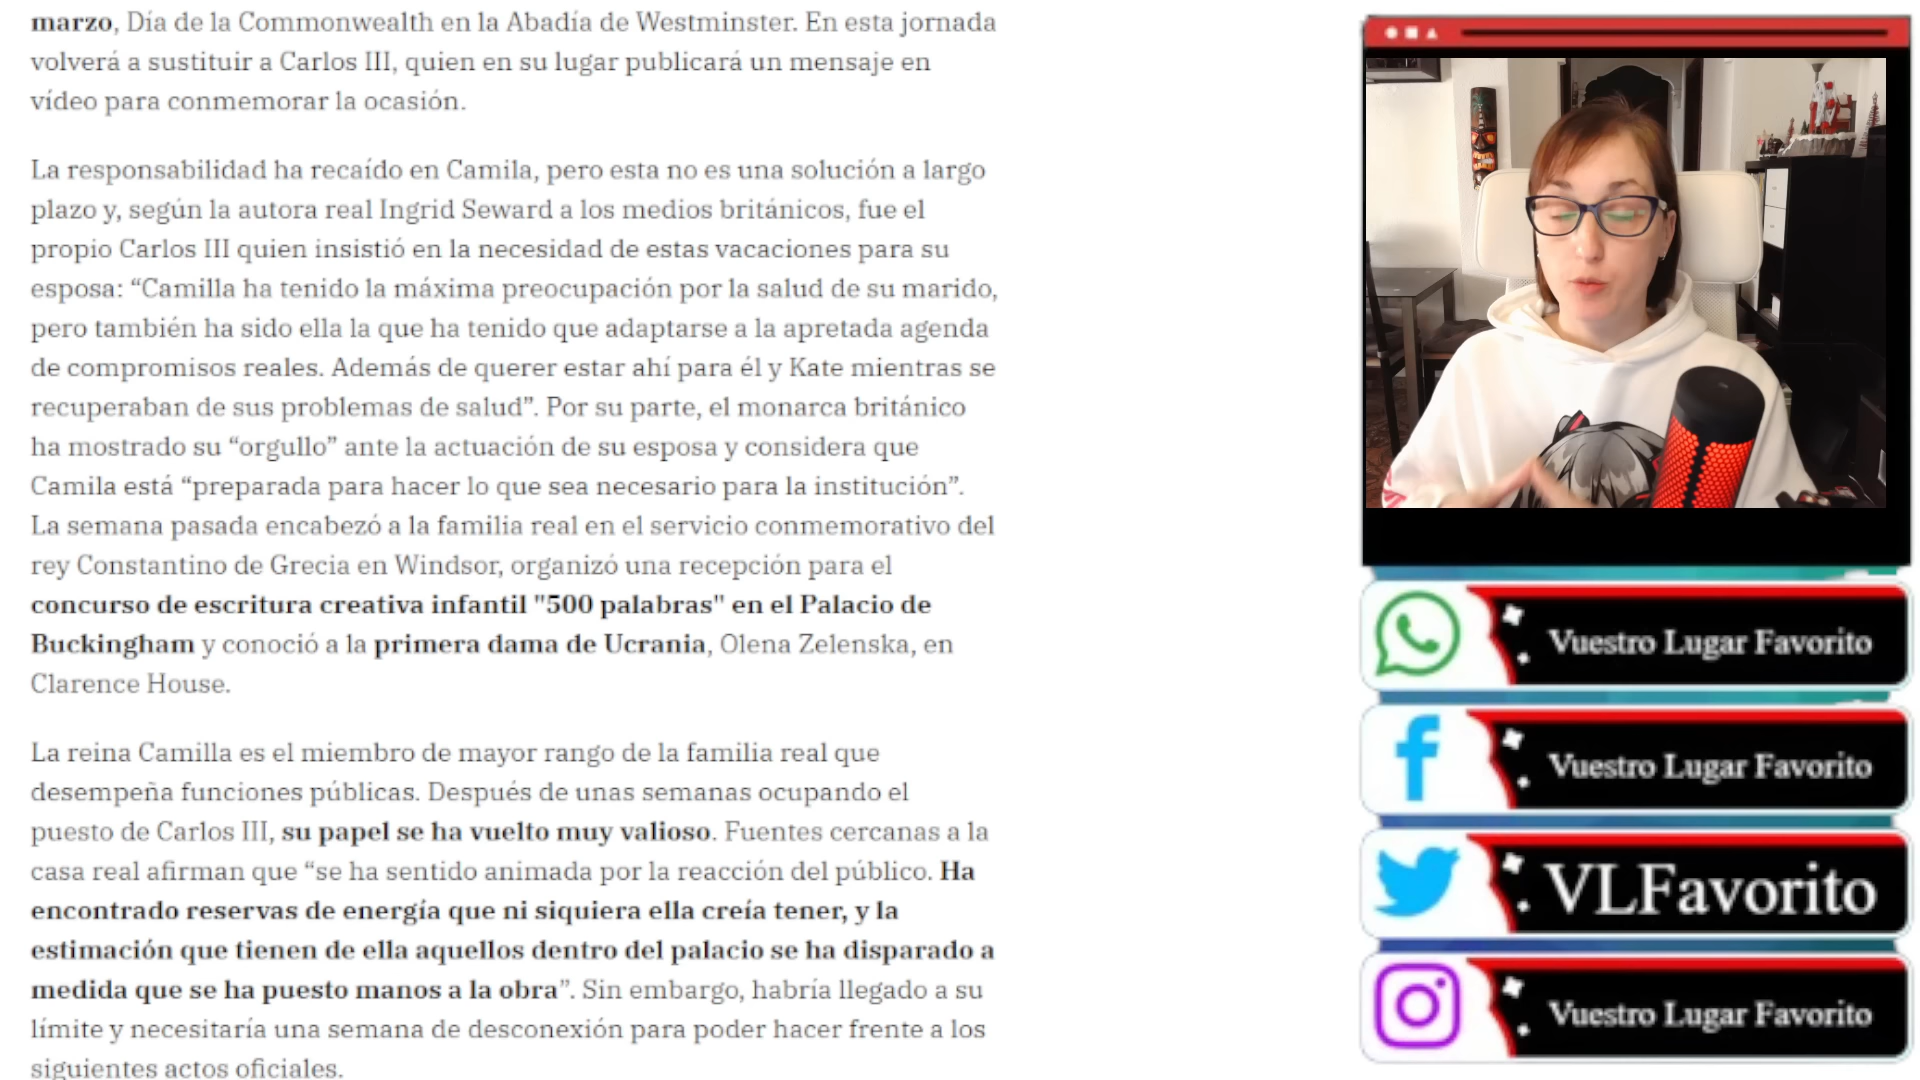 marzo, Día de la Commonwealth en la Abadía de Westminster. En esta jornada
volverá a sustituir a Carlos III, quien en su lugar publicará un mensaje en
vídeo para conmemorar la ocasión.
La responsabilidad ha recaído en Camila, pero esta no es una solución a largo
plazo y, según la autora real Ingrid Seward a los medios británicos, fue el
propio Carlos III quien insistió en la necesidad de estas vacaciones para su
esposa: “Camilla ha tenido la máxima preocupación por la salud de su marido,
pero también ha sido ella la que ha tenido que adaptarse a la apretada agenda
de compromisos reales. Además de querer estar ahí para él y Kate mientras se
recuperaban de sus problemas de salud”. Por su parte, el monarca británico
ha mostrado su “orgullo” ante la actuación de su esposa y considera que
Camila está “preparada para hacer lo que sea necesario para la institución”.
La semana pasada encabezó a la familia real en el servicio conmemorativo del
rey Constantino de Grecia en Windsor, organizó una recepción para el
concurso de escritura creativa infantil "500 palabras" en el Palacio de
Buckingham y conoció a la primera dama de Ucrania, Olena Zelenska, en
Clarence House.
La reina Camilla es el miembro de mayor rango de la familia real que
desempeña funciones públicas. Después de unas semanas ocupando el
puesto de Carlos III, su papel se ha vuelto muy valioso. Fuentes cercanas a la
casa real afirman que “se ha sentido animada por la reacción del público. Ha
encontrado reservas de energía que ni siquiera ella creía tener, y la
estimación que tienen de ella aquellos dentro del palacio se ha disparado a
medida que se ha puesto manos a la obra”. Sin embargo, habría llegado a su
límite y necesitaría una semana de desconexión para poder hacer frente a los
siguientes actos oficiales.
Vuestro Lugar Favorito
Vuestro Lugar Favorito
VLFavorito
Vuestro Lugar Favorito